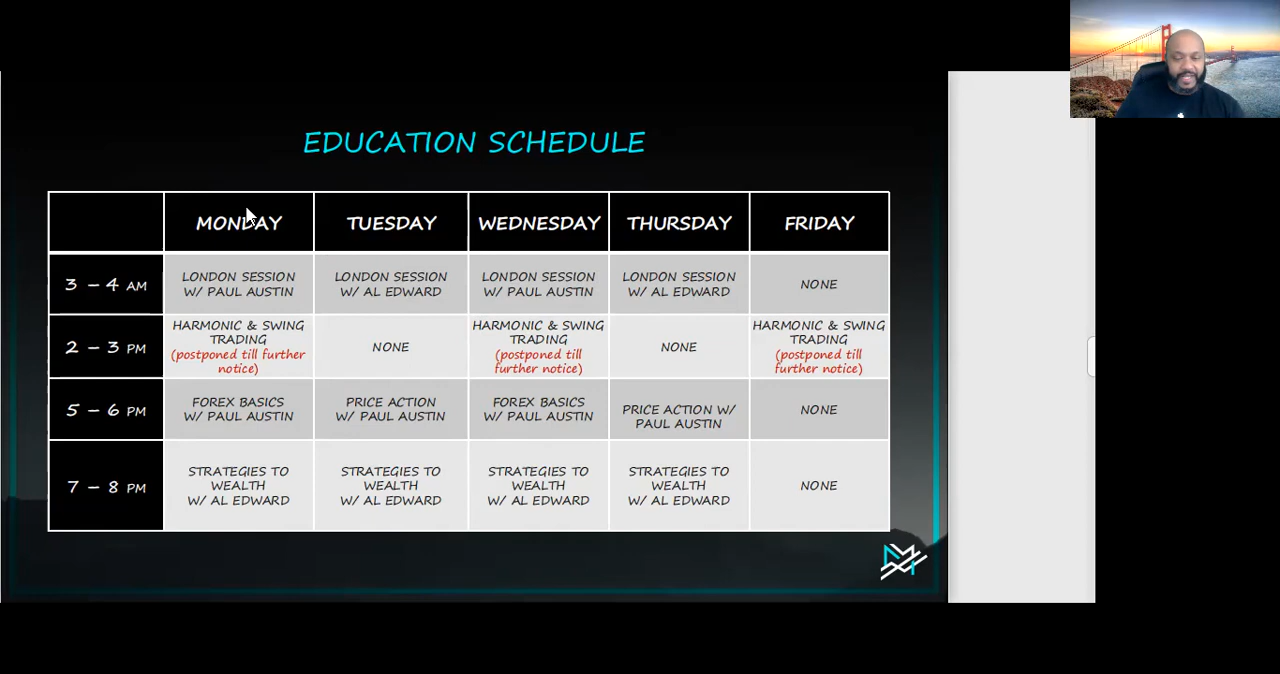 EDUCATION SCHEDULE
MONDAY
TUESDAY
WEDNESDAY
THURSDAY
FRIDAY
3 – 4 AM
LONDON SESSION
W/ PAUL AUSTIN
LONDON SESSION
W/ AL EDWARD
LONDON SESSION
W/ PAUL AUSTIN
LONDON SESSION
W/ AL EDWARD
NONE
2 – 3 PM
HARMONIC & SWING
TRADING
(postponed till further
notice)
NONE
HARMONIC & SWING
TRADING
(postponed till
further notice)
NONE
HARMONIC & SWING
TRADING
(postponed till
further notice)
5 – 6 PM
FOREX BASICS
W/ PAUL AUSTIN
PRICE ACTION
W/ PAUL AUSTIN
FOREX BASICS
W/ PAUL AUSTIN
PRICE ACTION W/
PAUL AUSTIN
NONE
7 – 8 PM
STRATEGIES TO
WEALTH
W/ AL EDWARD
STRATEGIES TO
WEALTH
W/ AL EDWARD
STRATEGIES TO
WEALTH
W/ AL EDWARD
STRATEGIES TO
WEALTH
W/ AL EDWARD
NONE